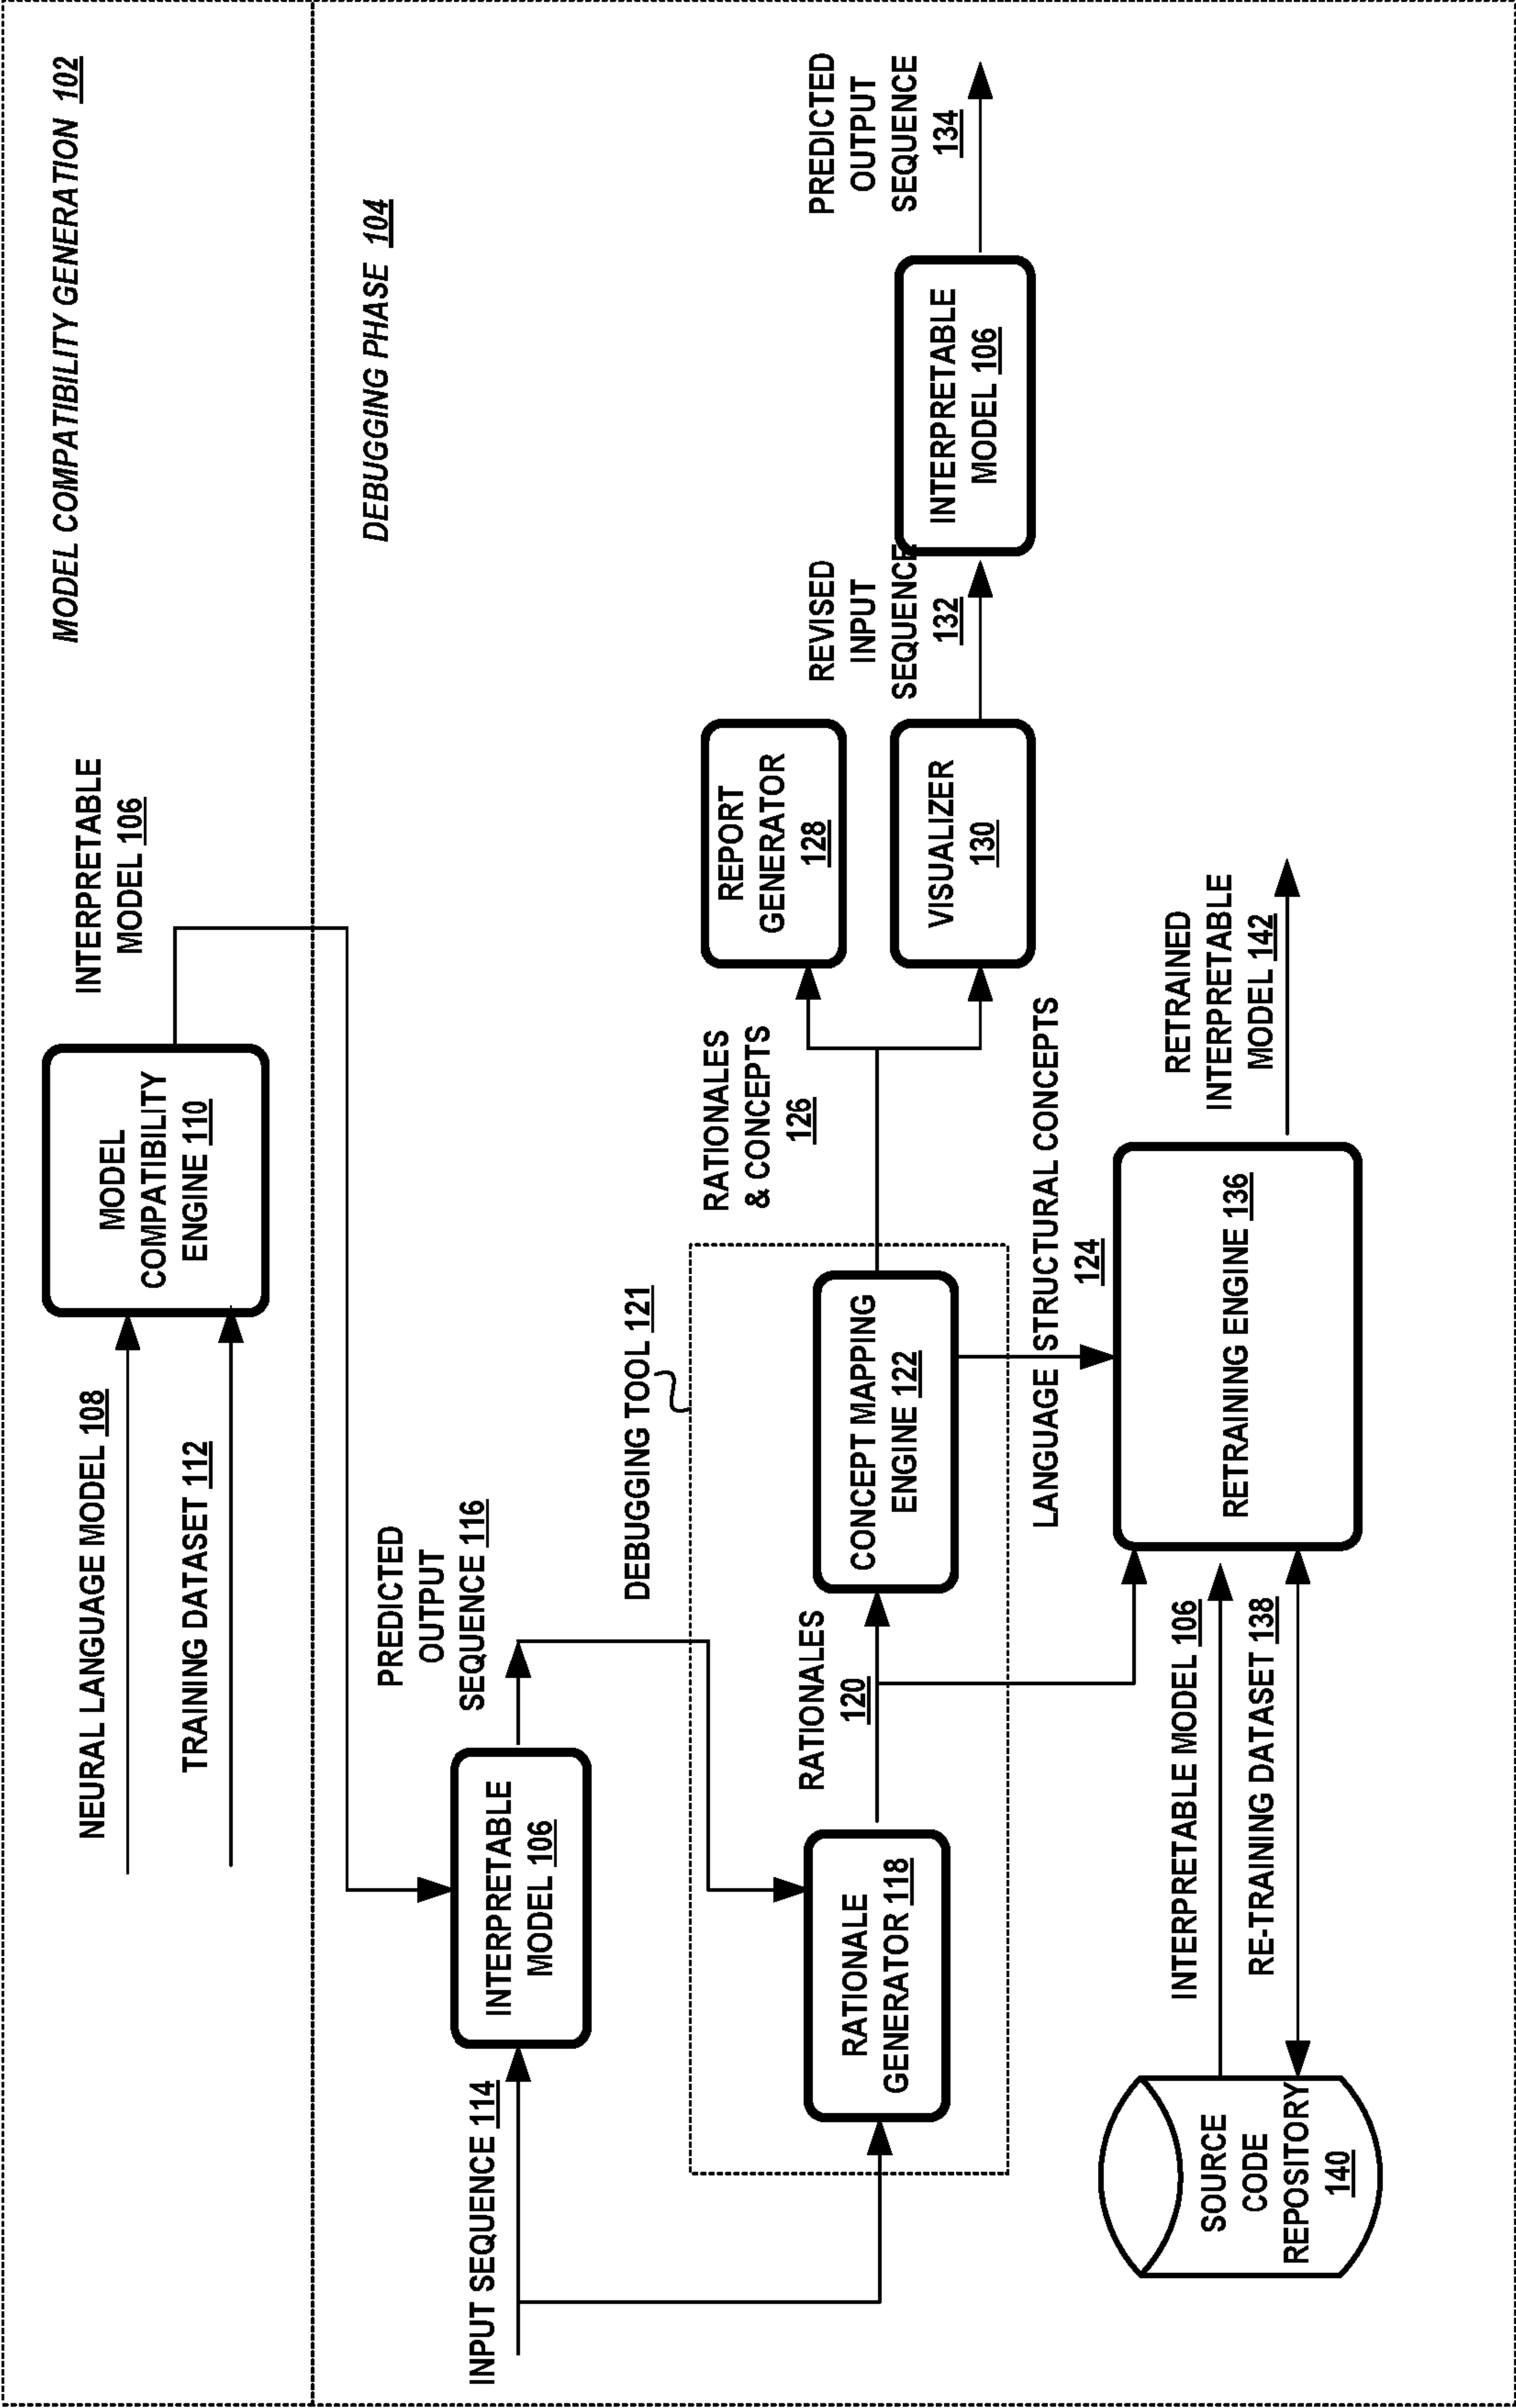 MODEL COMPATIBILITY GENERATION 102
NEURAL LANGUAGE MODEL 108
TRAINING DATASET 112
MODEL
COMPATIBILITY
ENGINE 110
INTERPRETABLE
MODEL 106
DEBUGGING PHASE 104
INPUT SEQUENCE 114
INTERPRETABLE
MODEL 106
PREDICTED
OUTPUT
SEQUENCE 116
DEBUGGING TOOL 121
RATIONALE
GENERATOR 118
RATIONALES
120
CONCEPT MAPPING
ENGINE 122
RATIONALES
& CONCEPTS
126
REPORT
GENERATOR
128
VISUALIZER
130
REVISED
INPUT
SEQUENCE
132
INTERPRETABLE
MODEL 106
PREDICTED
OUTPUT
SEQUENCE
134
LANGUAGE STRUCTURAL CONCEPTS
124
SOURCE
CODE
REPOSITORY
140
INTERPRETABLE MODEL 106
RE-TRAINING DATASET 138
RETRAINING ENGINE 136
RETRAINED
INTERPRETABLE
MODEL 142